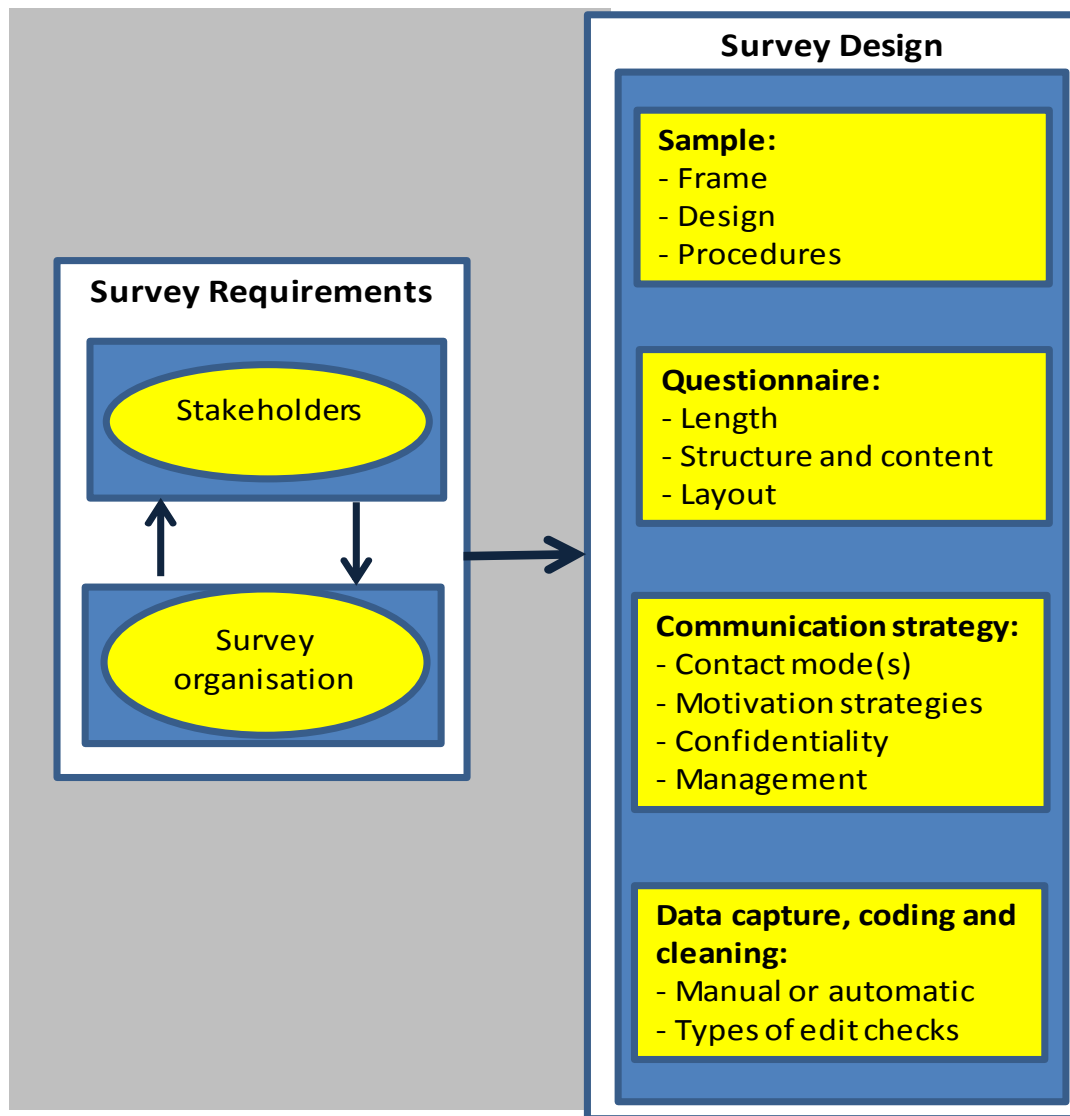 Survey Requirements
Stakeholders
Survey
organisation
Survey Design
Sample:
- Frame
- Design
- Procedures
Questionnaire:
- Length
- Structure and content
- Layout
Communication strategy:
- Contact mode(s)
- Motivation strategies
- Confidentiality
- Management
Data capture, coding and
cleaning:
- Manual or automatic
- Types of edit checks